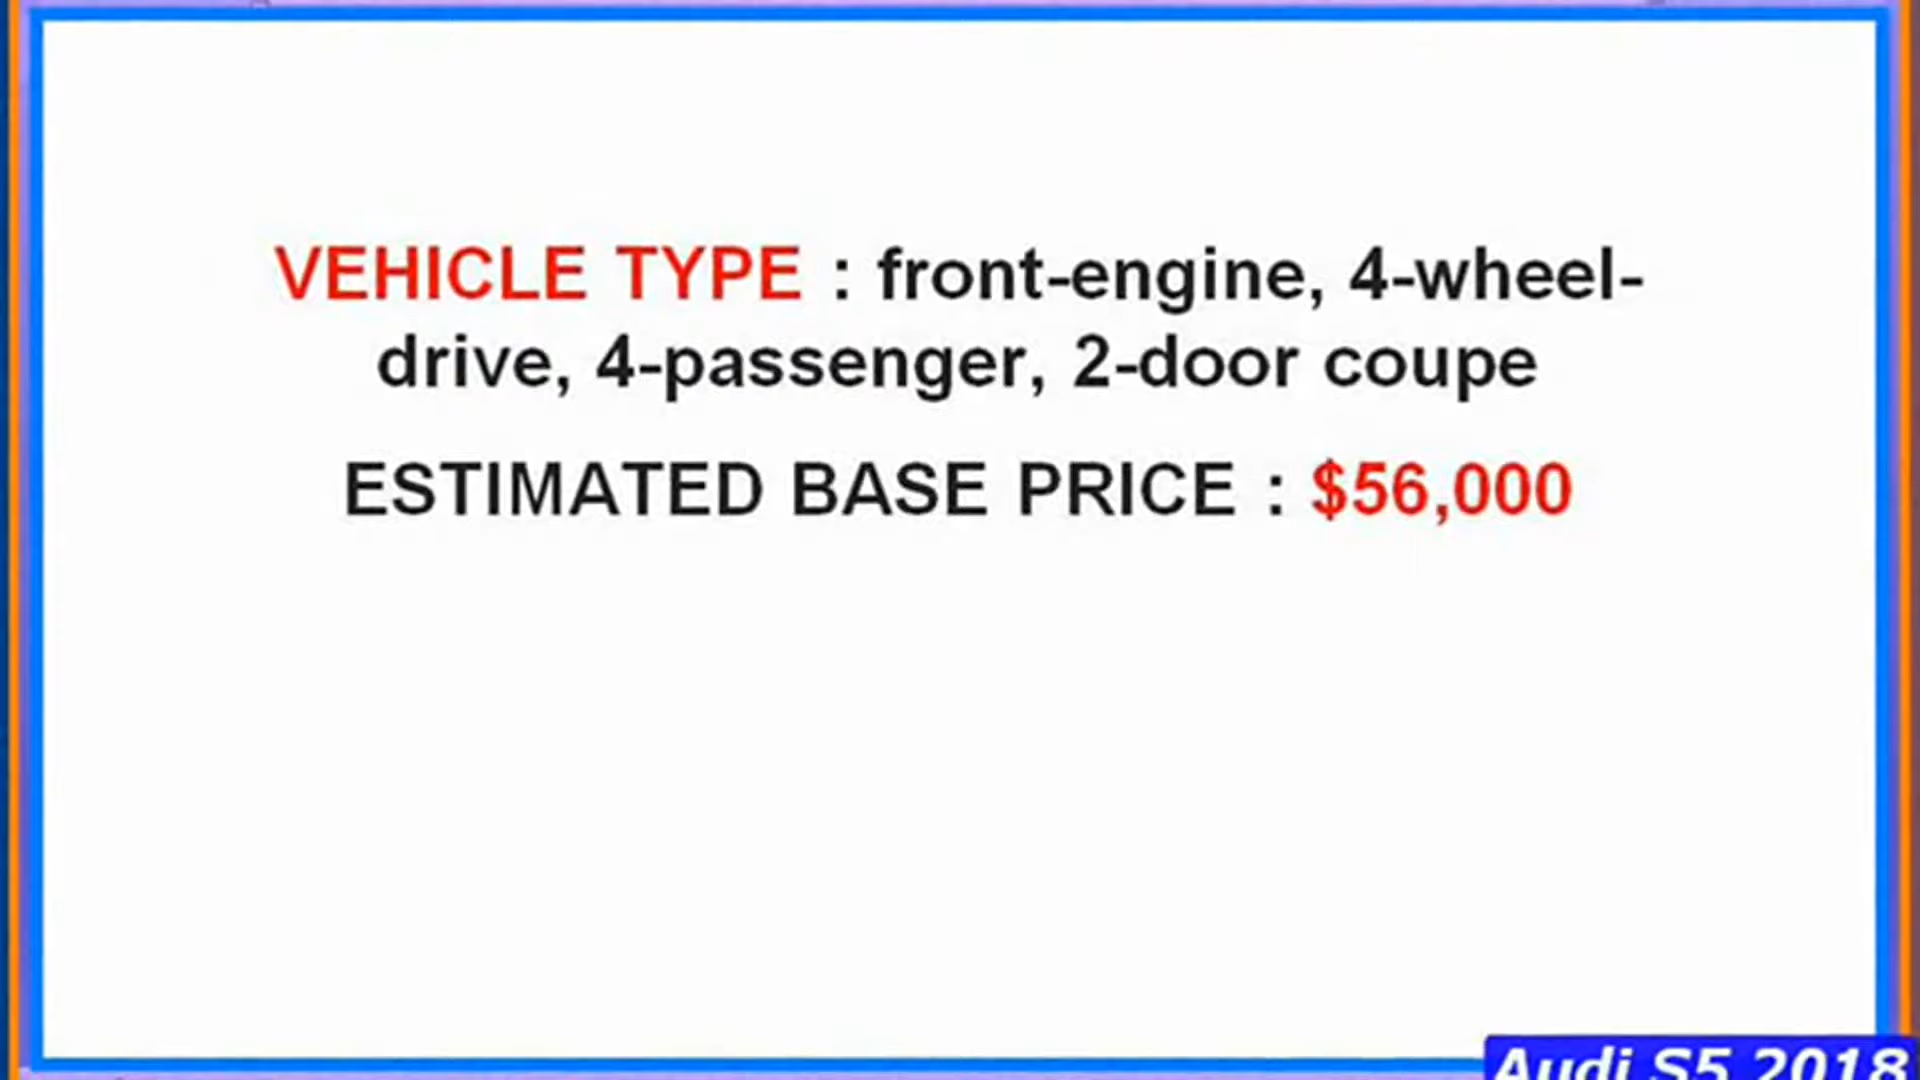 VEHICLE TYPE : front-engine, 4-wheel-
drive, 4-passenger, 2-door coupe
ESTIMATED BASE PRICE : $56,000
Audi S5 2018